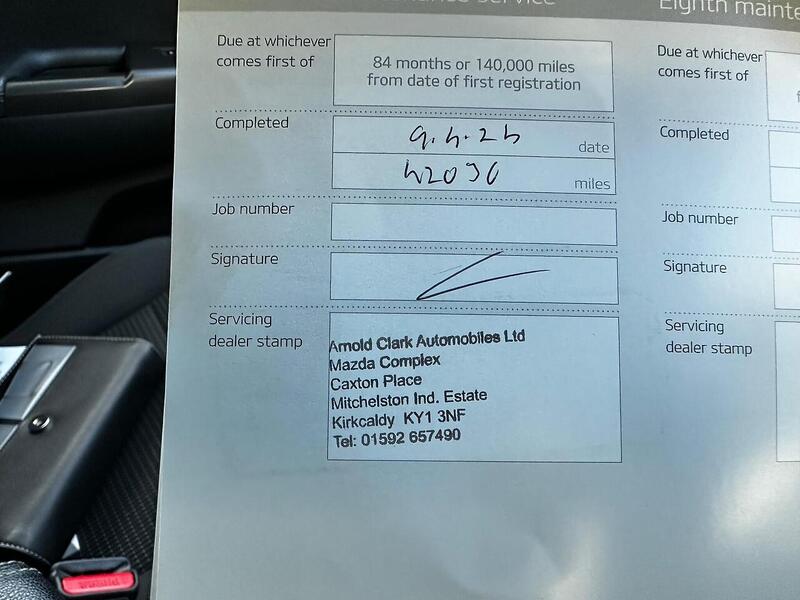 service
Eighth mainte
Due at whichever
comes first of
84 months or 140,000 miles
from date of first registration
Completed
9.4.24
date
miles
Job number
Signature
Servicing
dealer stamp
Arnold Clark Automobiles Ltd
Mazda Complex
Caxton Place
Mitchelston Ind. Estate
Kirkcaldy KY1 3NF
Tel: 01592 657490
Due at whichever
comes first of
Completed
Job number
Signature
Servicing
dealer stamp